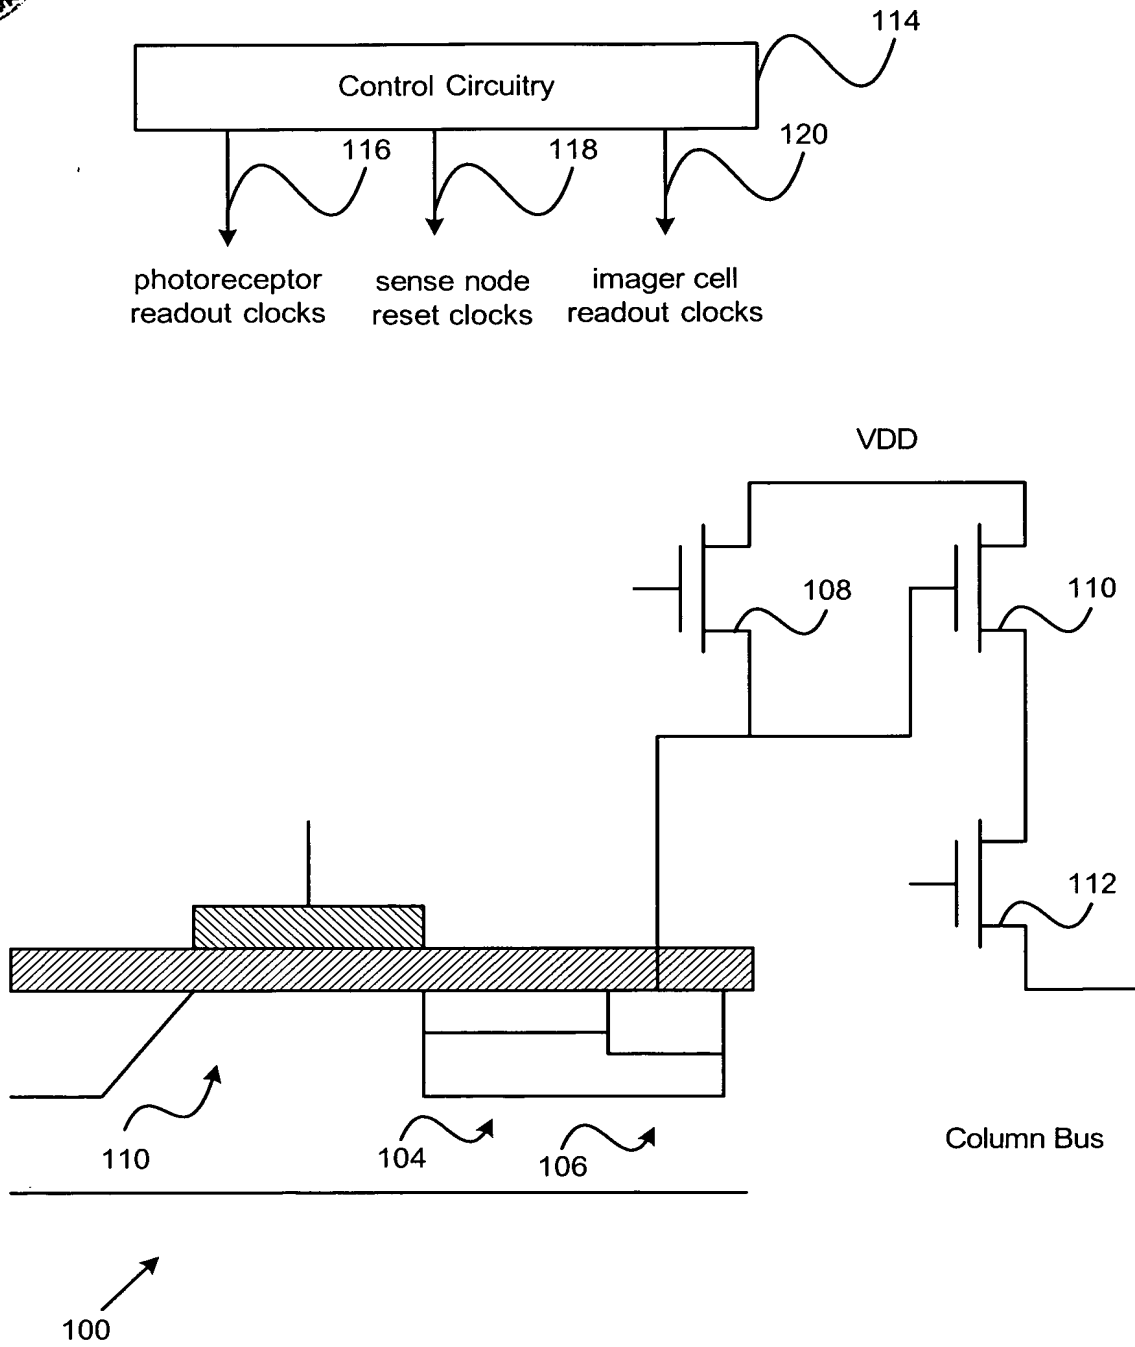 114
Control Circuitry
116
118
120
photoreceptor
readout clocks
sense node
reset clocks
imager cell
readout clocks
VDD
108
110
112
110
104
106
Column Bus
100